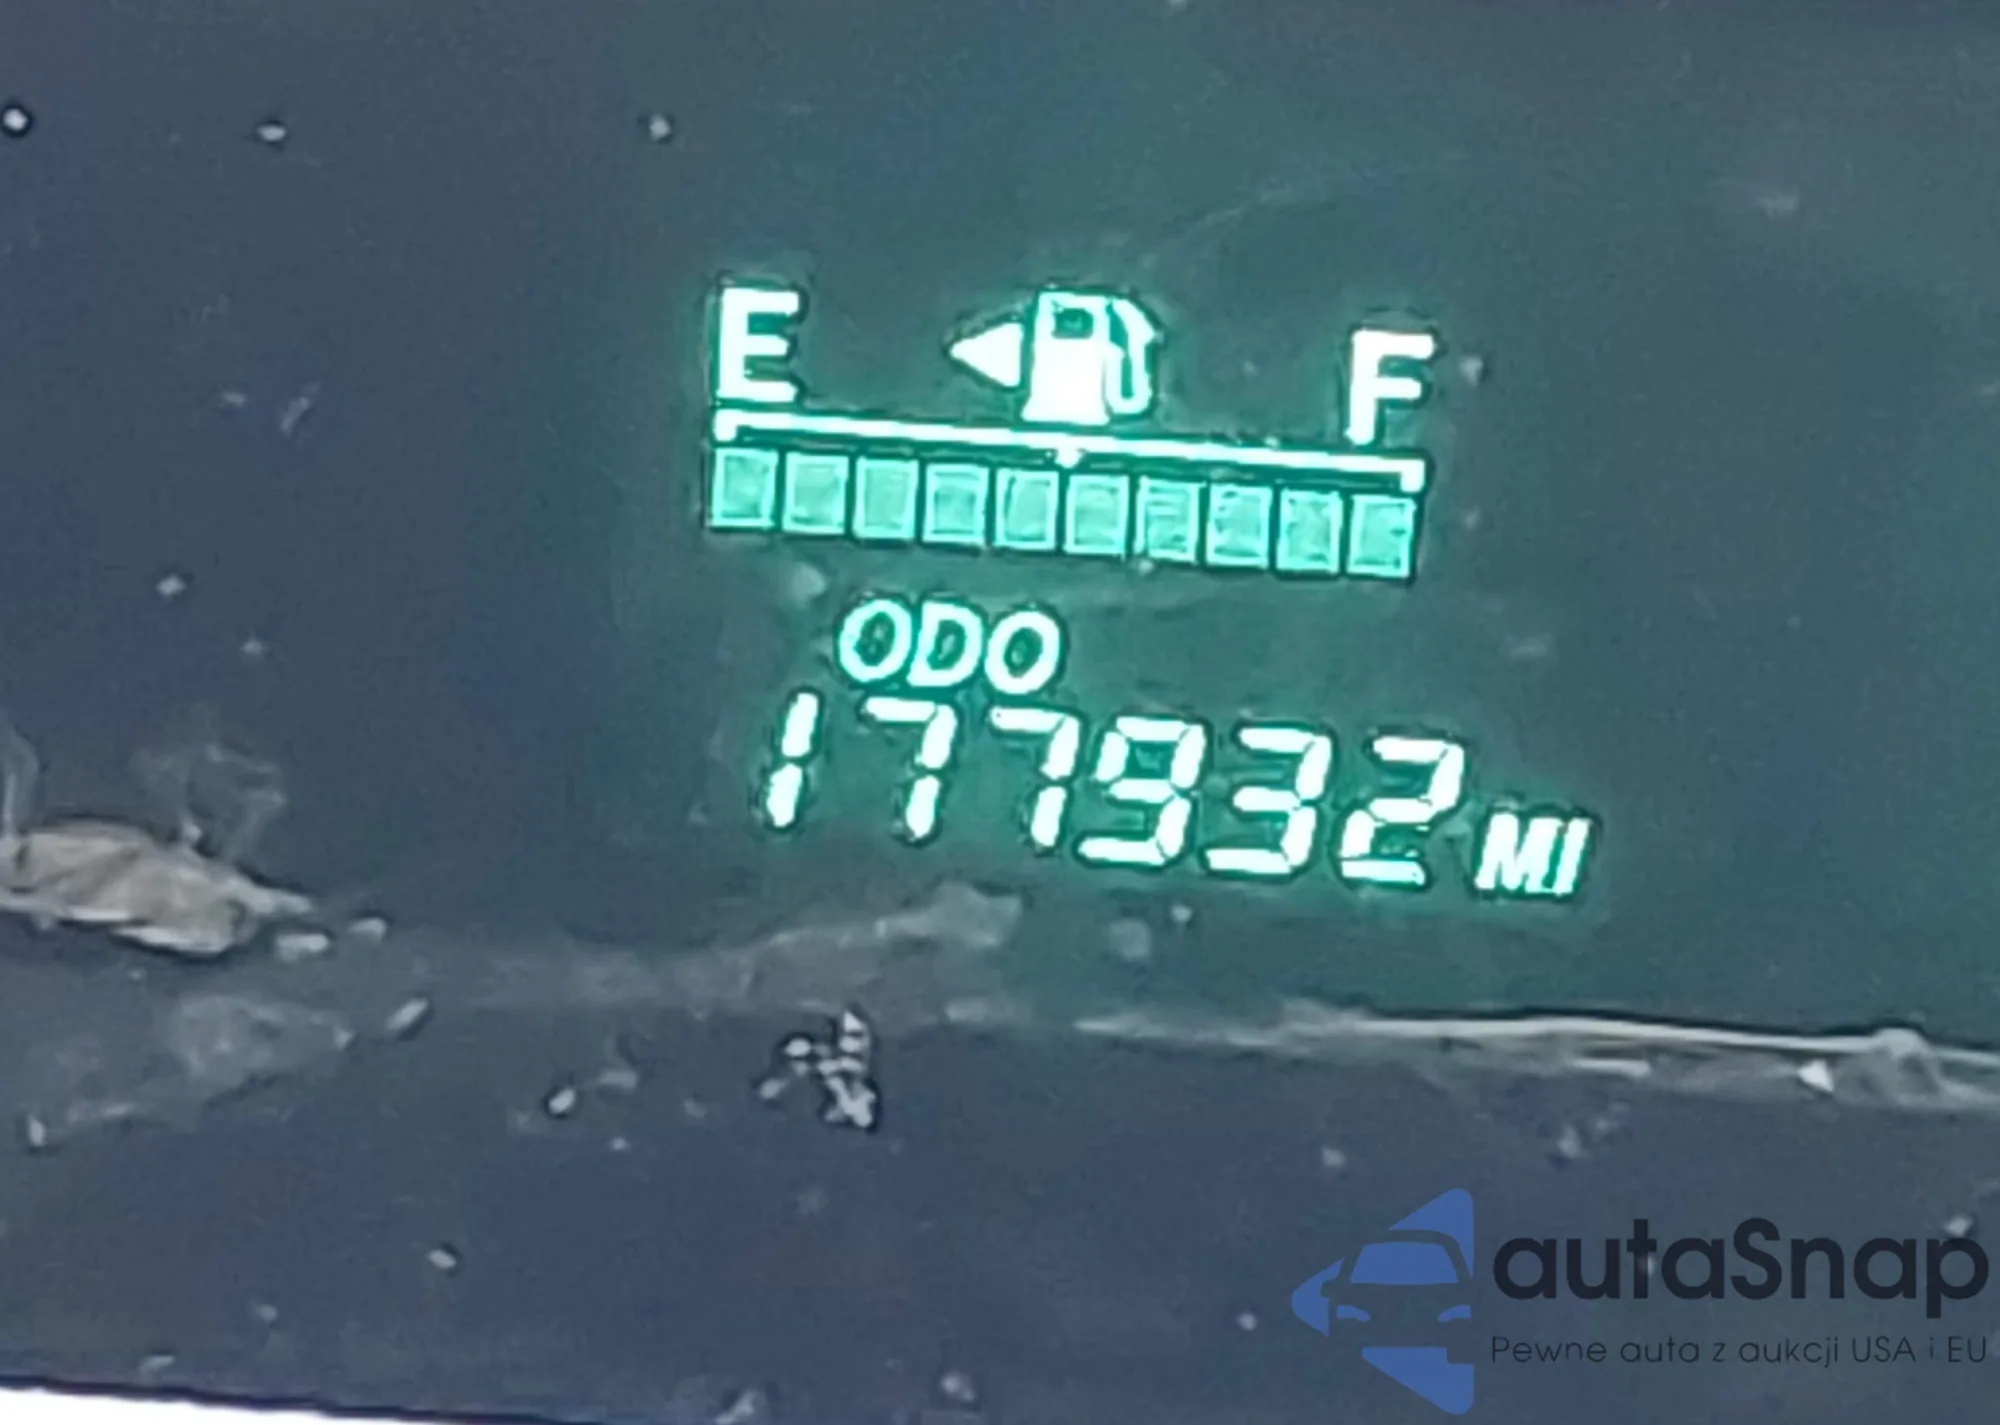 E F
ODO
177932 MI
autaSnap
Pewne auta z aukcji USA i EU